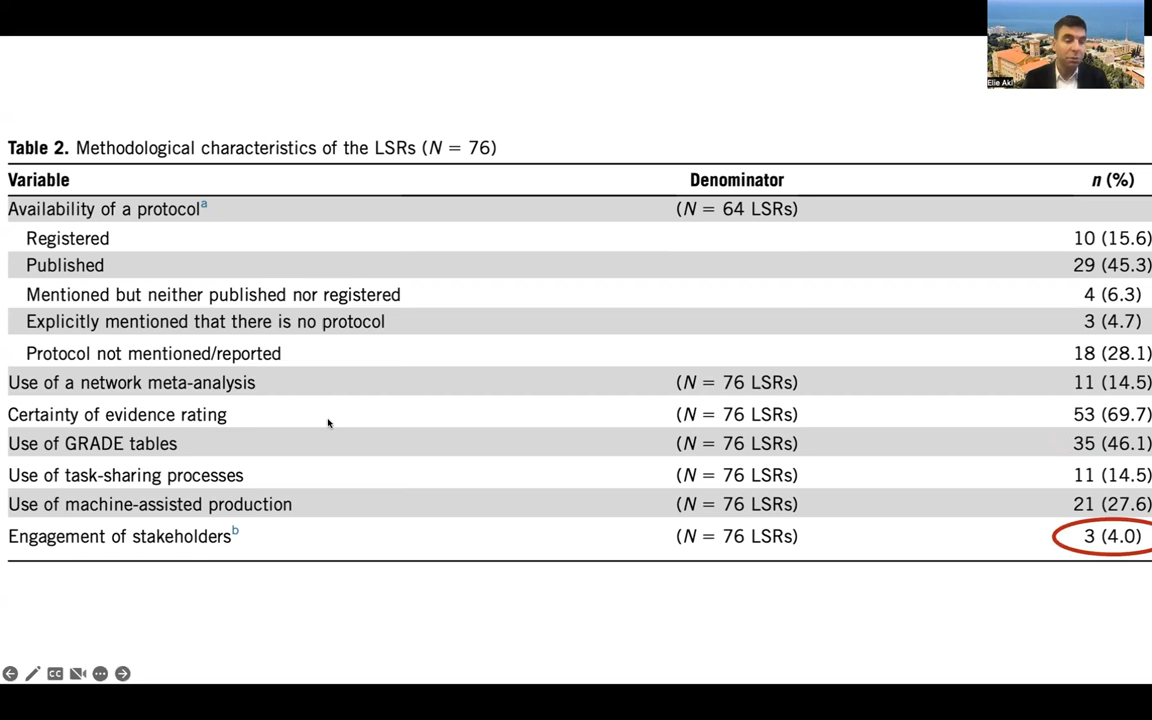 Elie Akl
Table 2. Methodological characteristics of the LSRs (N = 76)
Variable Denominator n (%)
Availability of a protocolᵃ (N = 64 LSRs)
Registered 10 (15.6)
Published 29 (45.3)
Mentioned but neither published nor registered 4 (6.3)
Explicitly mentioned that there is no protocol 3 (4.7)
Protocol not mentioned/reported 18 (28.1)
Use of a network meta-analysis (N = 76 LSRs) 11 (14.5)
Certainty of evidence rating (N = 76 LSRs) 53 (69.7)
Use of GRADE tables (N = 76 LSRs) 35 (46.1)
Use of task-sharing processes (N = 76 LSRs) 11 (14.5)
Use of machine-assisted production (N = 76 LSRs) 21 (27.6)
Engagement of stakeholdersᵇ (N = 76 LSRs) 3 (4.0)
CC